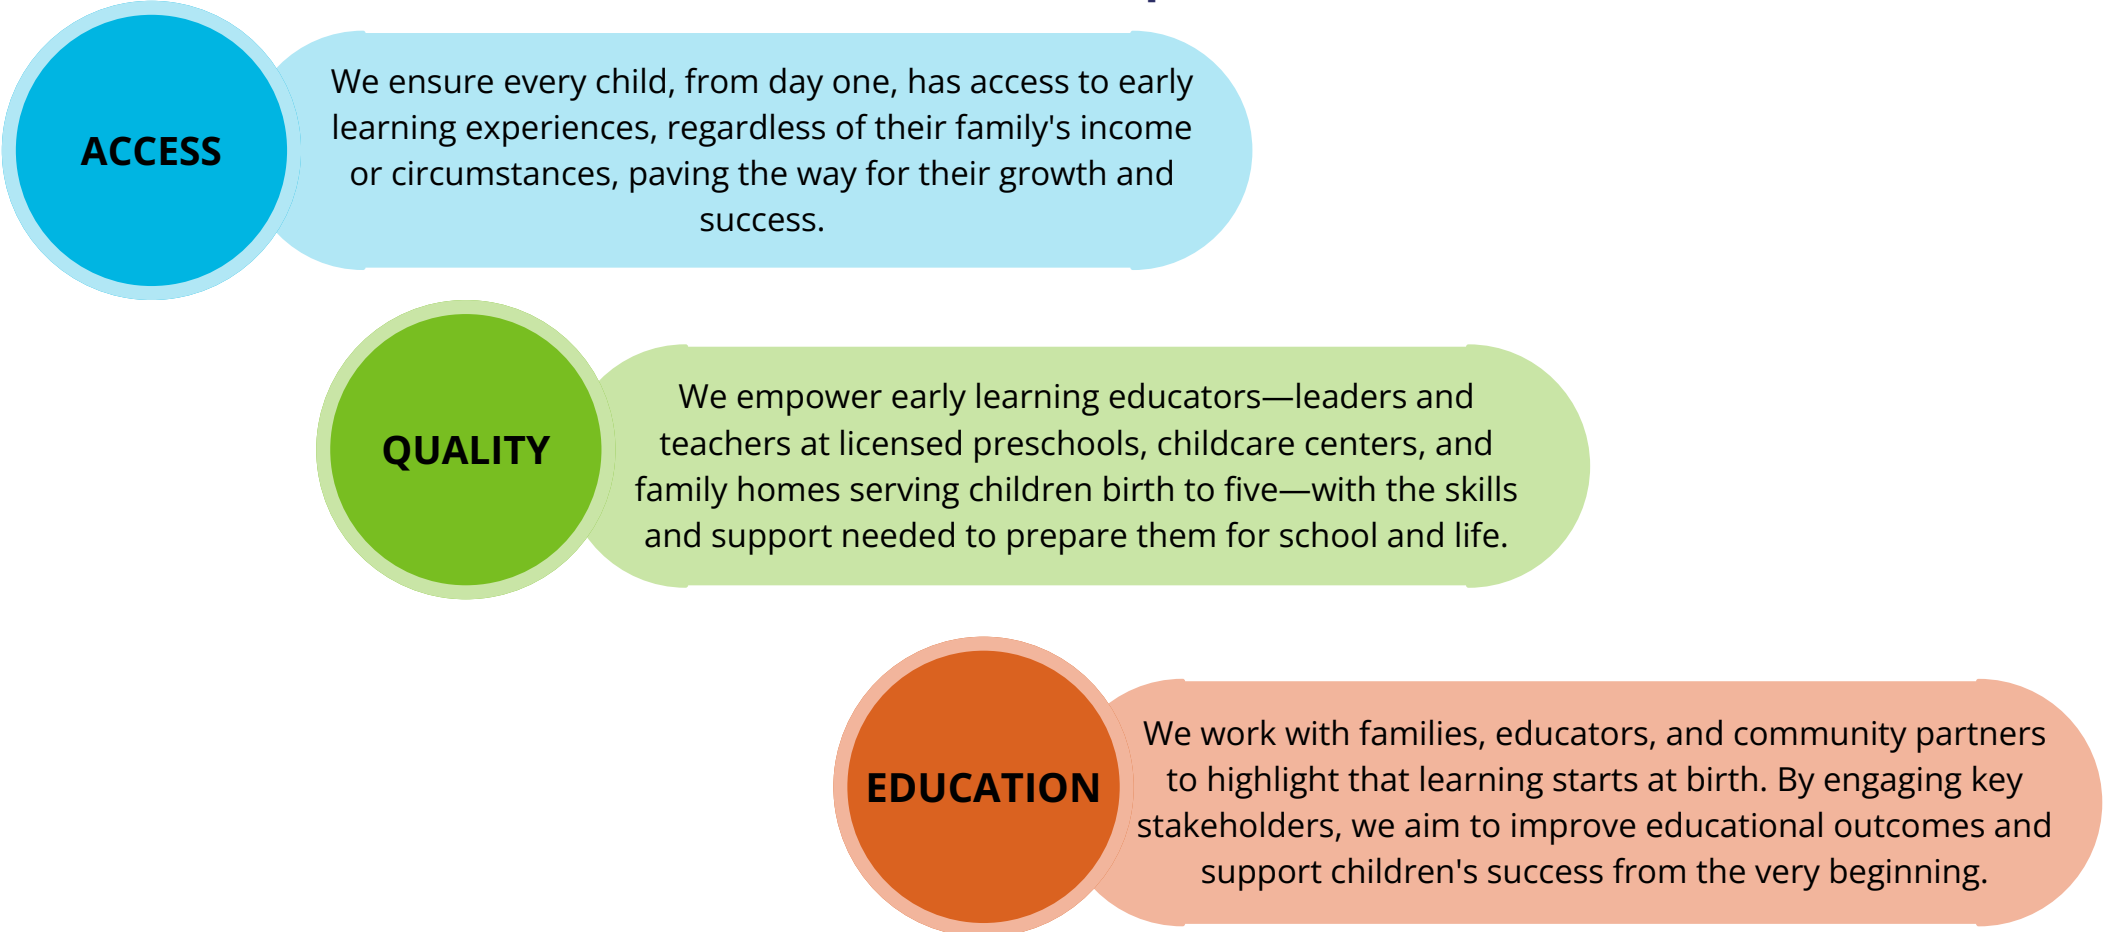 ACCESS
We ensure every child, from day one, has access to early
learning experiences, regardless of their family's income
or circumstances, paving the way for their growth and
success.
QUALITY
We empower early learning educators—leaders and
teachers at licensed preschools, childcare centers, and
family homes serving children birth to five—with the skills
and support needed to prepare them for school and life.
EDUCATION
We work with families, educators, and community partners
to highlight that learning starts at birth. By engaging key
stakeholders, we aim to improve educational outcomes and
support children's success from the very beginning.